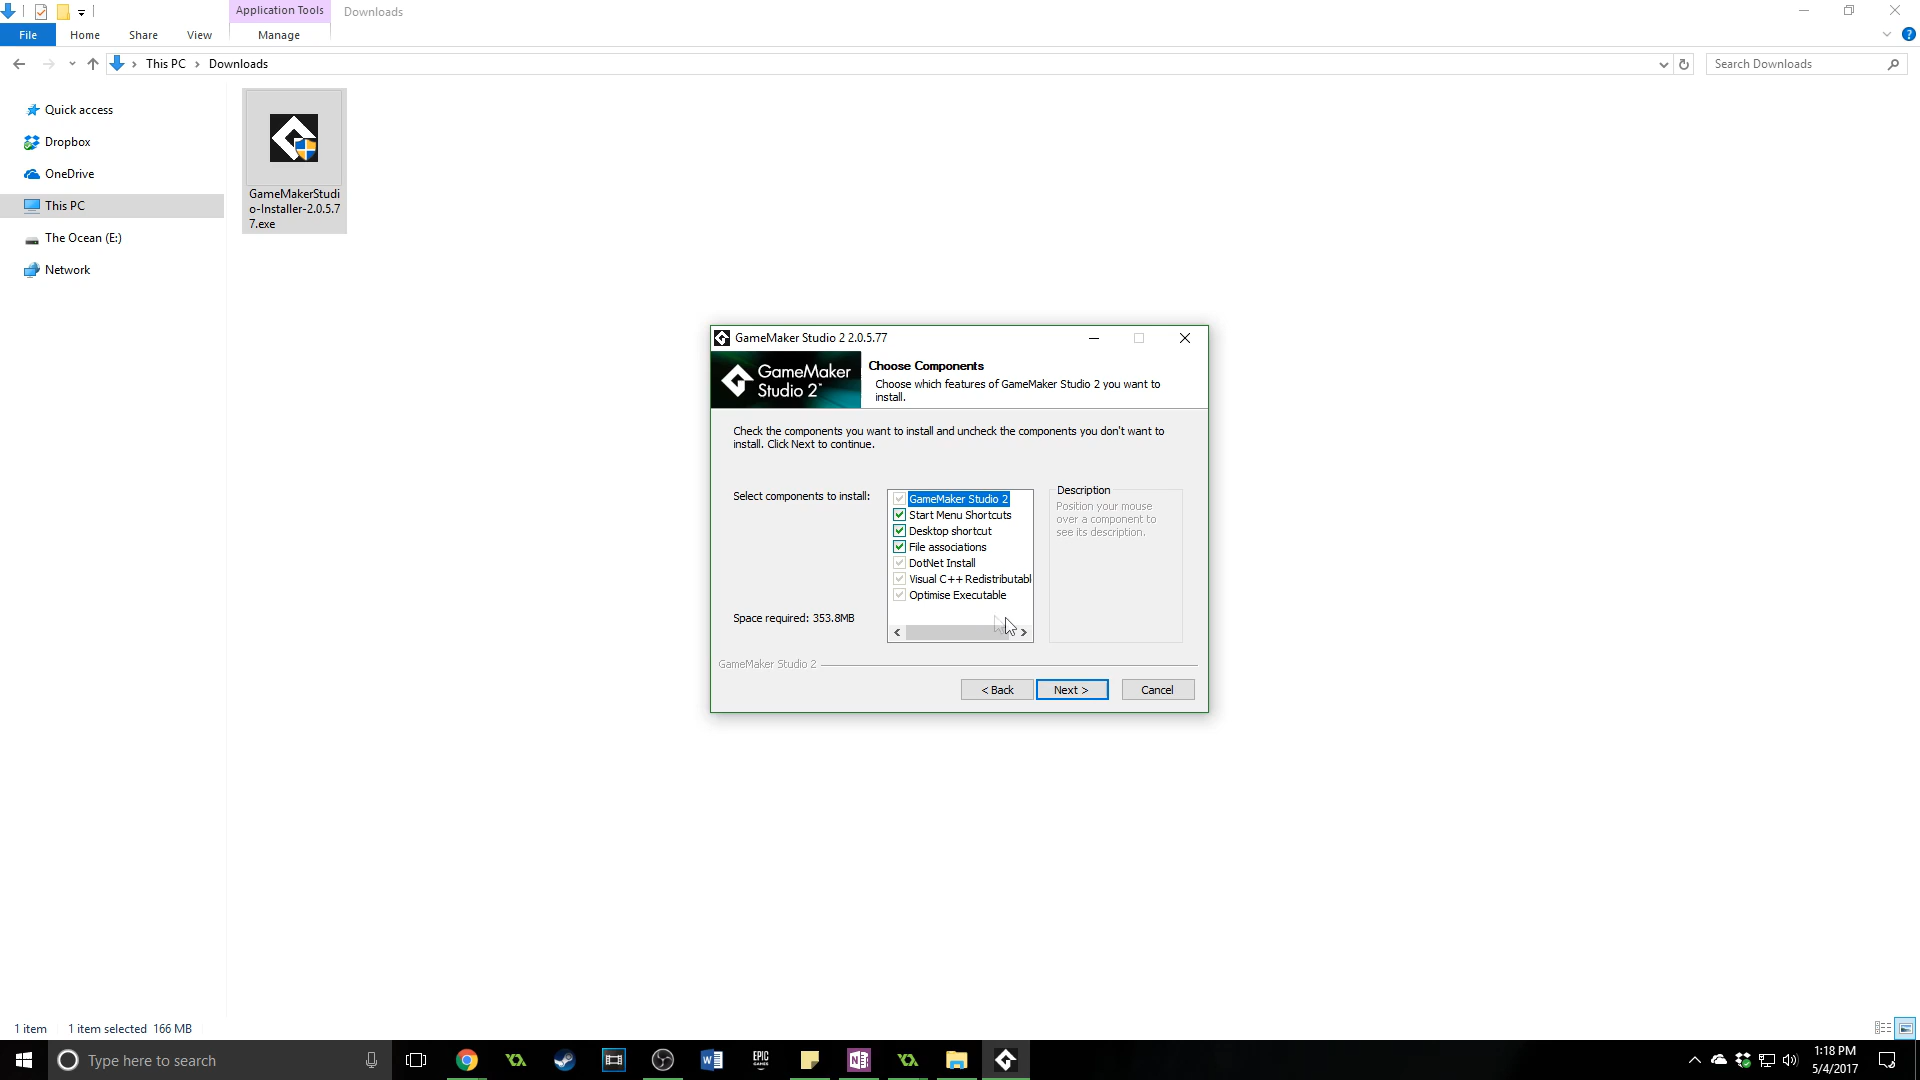 Application Tools
Downloads
File
Home
Share
View
Manage
This PC
Downloads
Search Downloads
Quick access
Dropbox
OneDrive
This PC
The Ocean (E:)
Network
GameMakerStudi
o-Installer-2.0.5.7
7.exe
GameMaker Studio 2 2.0.5.77
GameMaker
Studio 2™
Choose Components
Choose which features of GameMaker Studio 2 you want to
install.
Check the components you want to install and uncheck the components you don't want to
install. Click Next to continue.
Select components to install:
GameMaker Studio 2
Start Menu Shortcuts
Desktop shortcut
File associations
DotNet Install
Visual C++ Redistributabl
Optimise Executable
Description
Position your mouse
over a component to
see its description.
Space required: 353.8MB
GameMaker Studio 2
< Back
Next >
Cancel
1 item
1 item selected 166 MB
Type here to search
EPIC
GAMES
1:18 PM
5/4/2017